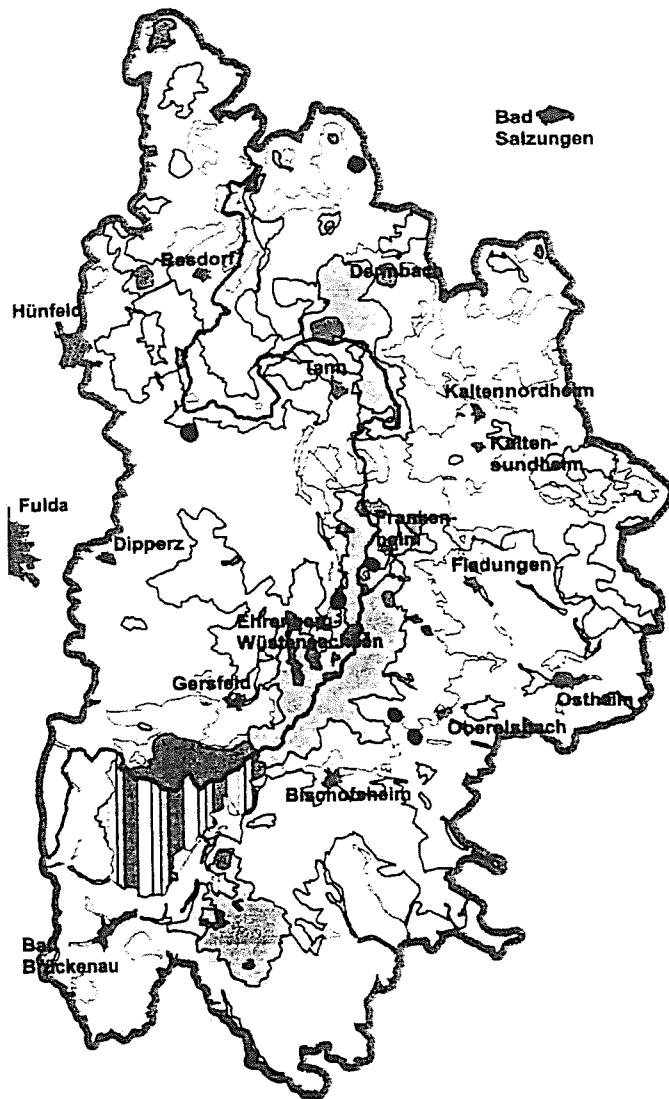 Bad
Salzungen
Rasdorf
Dermbach
Hünfeld
Tann
Kaltennordheim
Kalten-
sundheim
Fulda
Franken-
heim
Dipperz
Fladungen
Ehrenberg-
Wüstensachsen
Gersfeld
Ostheim
Oberelsbach
Bischofsheim
Bad
Brückenau